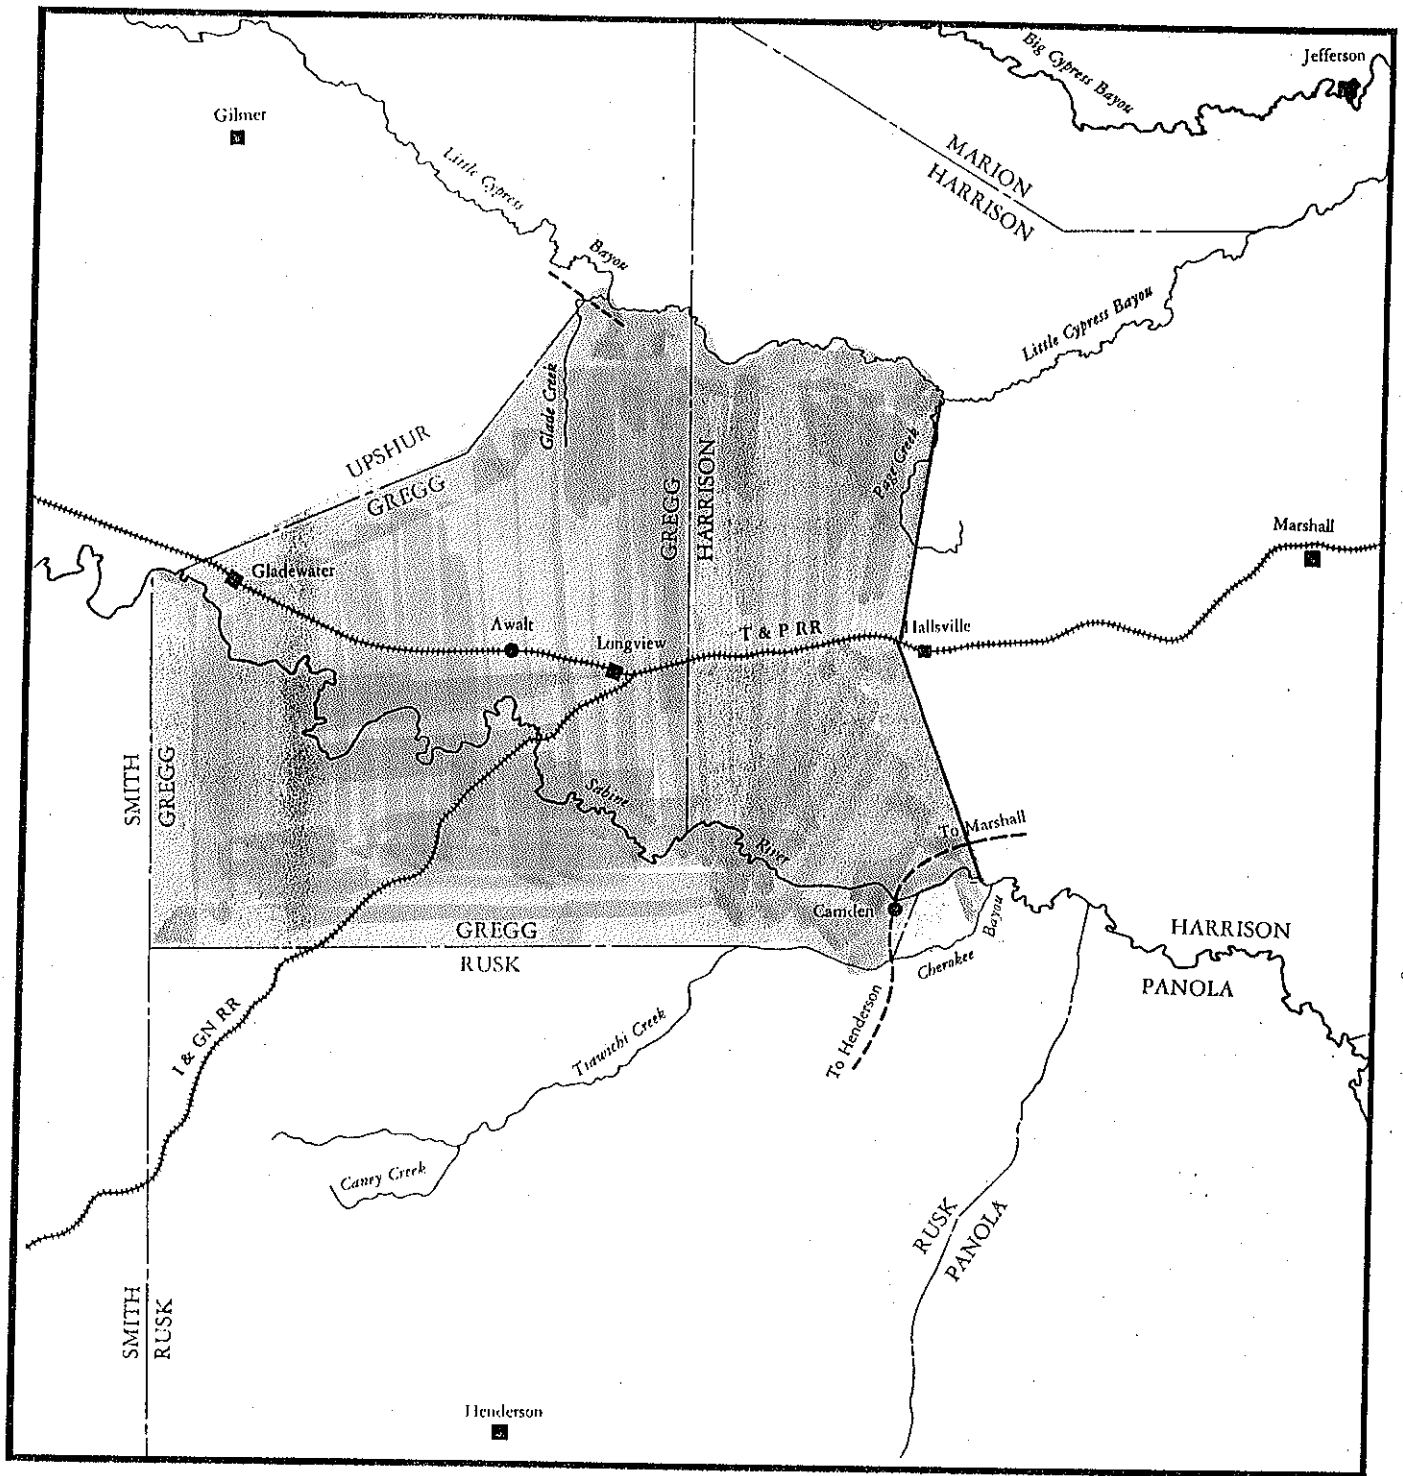 Big Cypress Bayou
Jefferson
Gilmer
MARION
HARRISON
Little Cypress
Bayou
Little Cypress Bayou
Glade Creek
UPSHUR
GREGG
GREGG
HARRISON
Page Creek
Marshall
Gladewater
Awalt
Longview
T & P RR
Hallsville
SMITH
GREGG
Sabine
River
To Marshall
Camden
Bayou
Cherokee
GREGG
RUSK
HARRISON
PANOLA
I & GN RR
To Henderson
Tiawichi Creek
Caney Creek
RUSK
PANOLA
SMITH
RUSK
Henderson